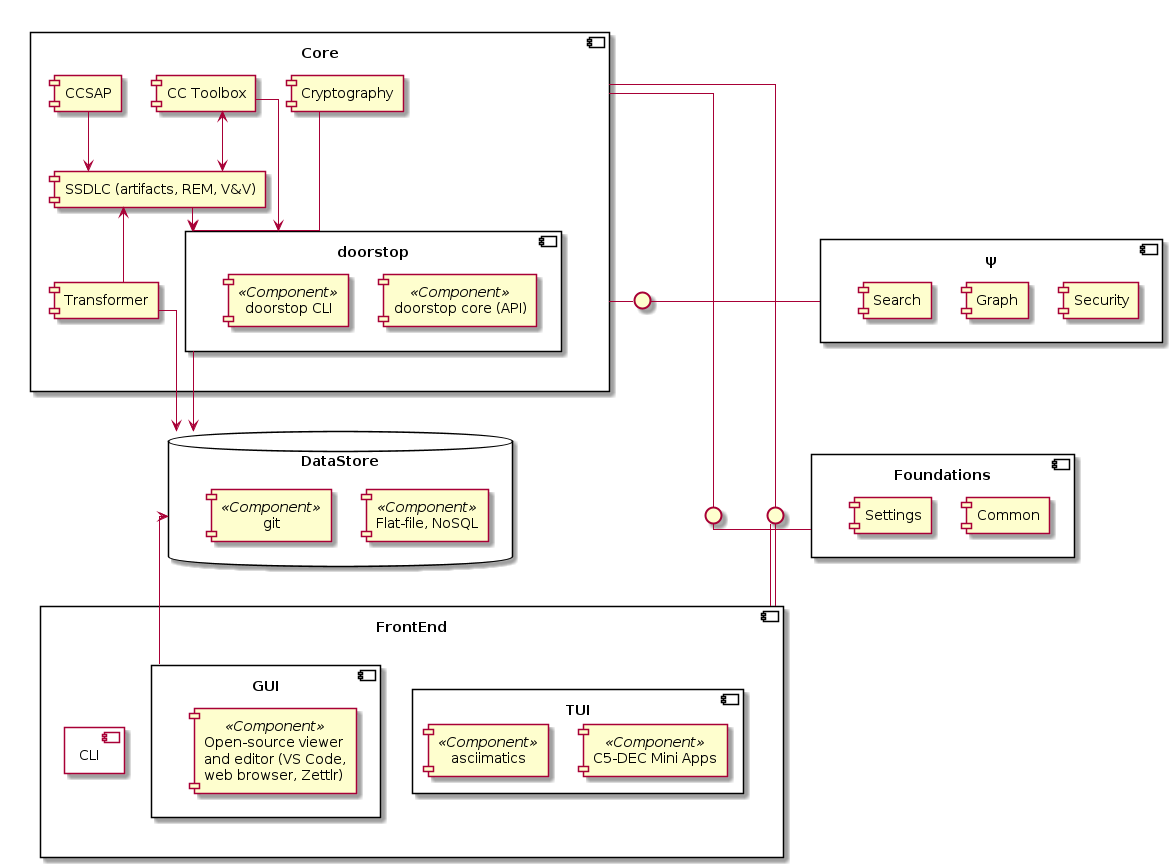 Core
CCSAP
CC Toolbox
Cryptography
SSDLC (artifacts, REM, V&V)
doorstop
«Component»
doorstop CLI
«Component»
doorstop core (API)
Transformer
ψ
Search
Graph
Security
DataStore
«Component»
git
«Component»
Flat-file, NoSQL
Foundations
Settings
Common
FrontEnd
CLI
GUI
«Component»
Open-source viewer
and editor (VS Code,
web browser, Zettlr)
TUI
«Component»
asciimatics
«Component»
C5-DEC Mini Apps